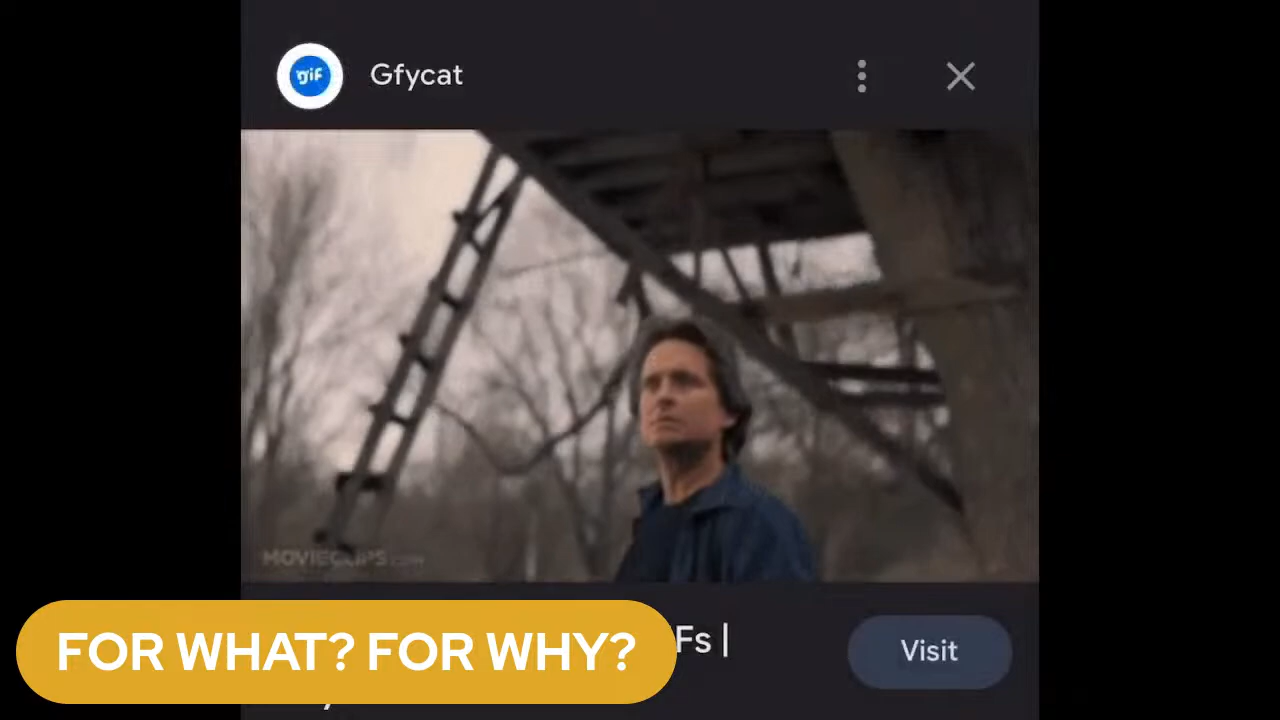 gif
Gfycat
MOVIECLIPS.com
FOR WHAT? FOR WHY?
Fs |
Visit